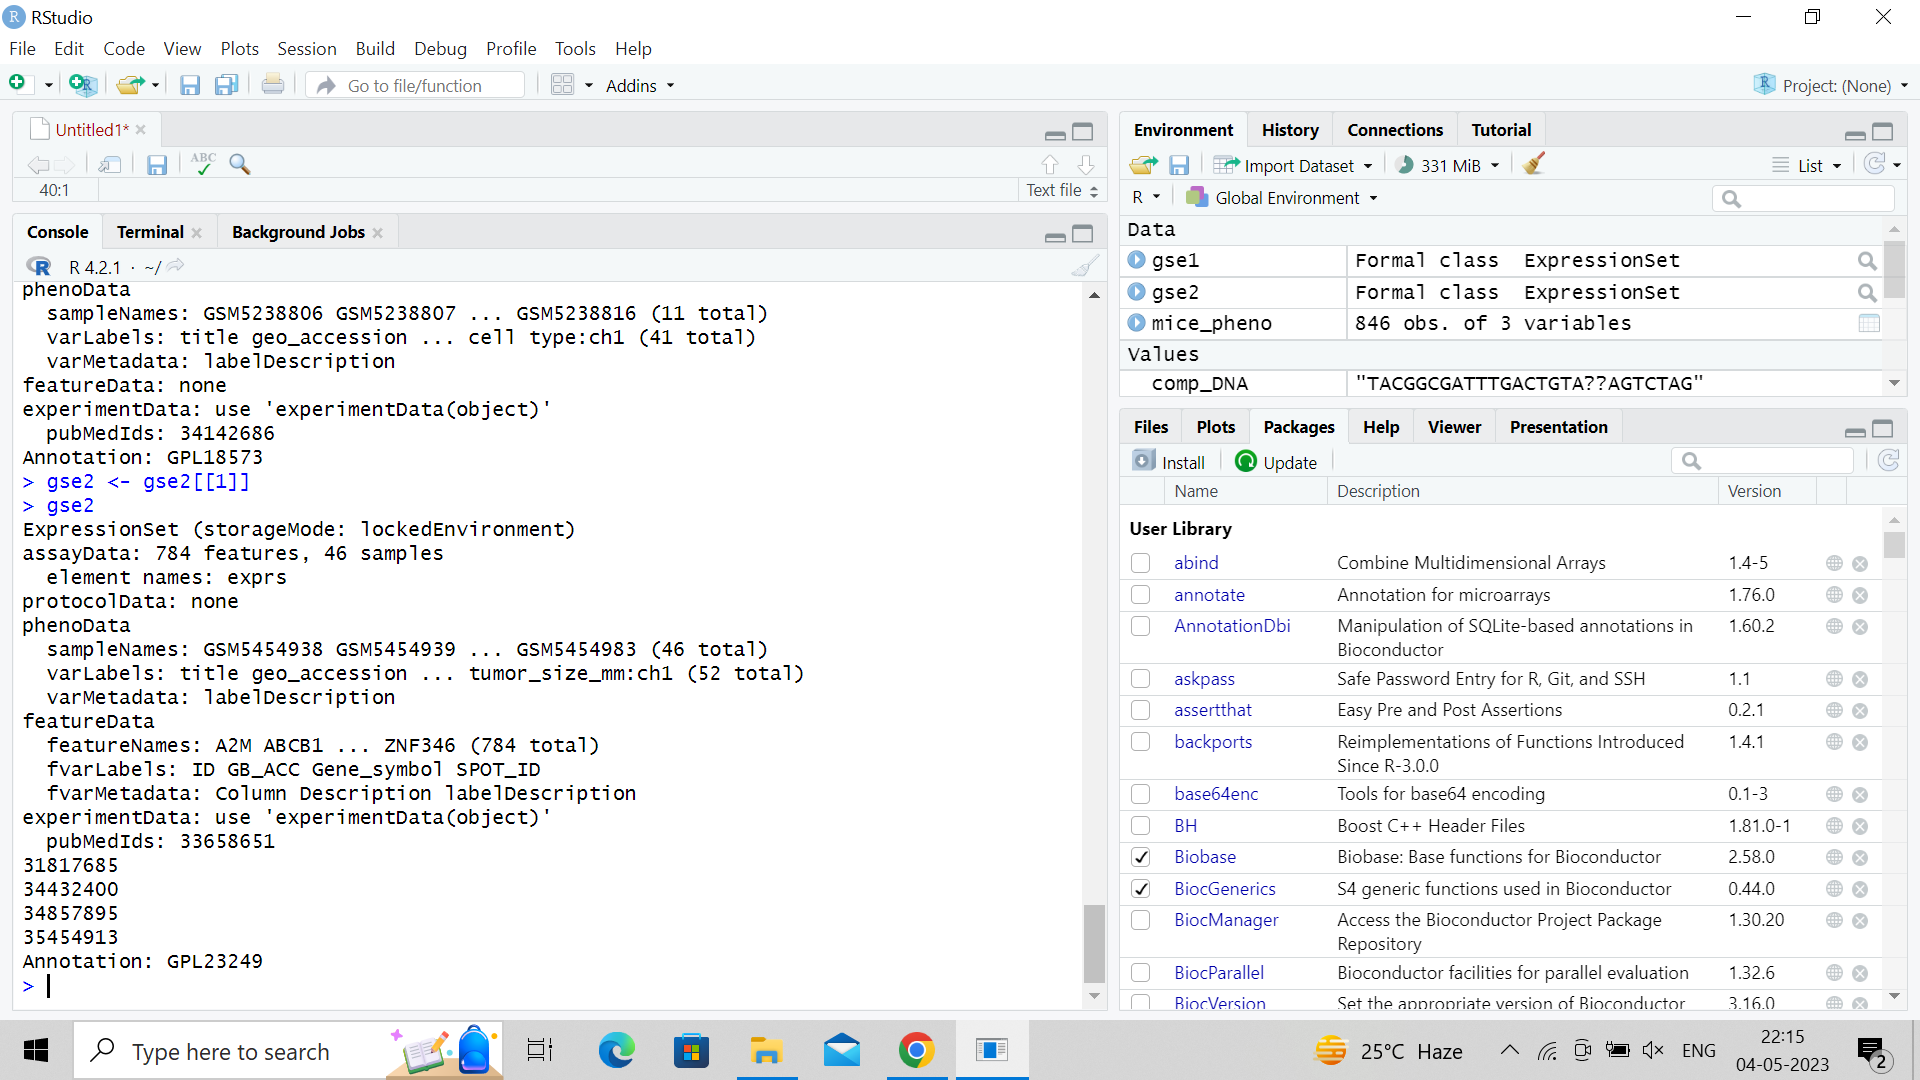 RStudio
File Edit Code View Plots Session Build Debug Profile Tools Help
Go to file/function Addins Project: (None)
Untitled1*
ABC
40:1 Text file
Console Terminal Background Jobs
R 4.2.1 · ~/
phenoData
sampleNames: GSM5238806 GSM5238807 ... GSM5238816 (11 total)
varLabels: title geo_accession ... cell type:ch1 (41 total)
varMetadata: labelDescription
featureData: none
experimentData: use 'experimentData(object)'
pubMedIds: 34142686
Annotation: GPL18573
> gse2 <- gse2[[1]]
> gse2
ExpressionSet (storageMode: lockedEnvironment)
assayData: 784 features, 46 samples
element names: exprs
protocolData: none
phenoData
sampleNames: GSM5454938 GSM5454939 ... GSM5454983 (46 total)
varLabels: title geo_accession ... tumor_size_mm:ch1 (52 total)
varMetadata: labelDescription
featureData
featureNames: A2M ABCB1 ... ZNF346 (784 total)
fvarLabels: ID GB_ACC Gene_symbol SPOT_ID
fvarMetadata: Column Description labelDescription
experimentData: use 'experimentData(object)'
pubMedIds: 33658651
31817685
34432400
34857895
35454913
Annotation: GPL23249
>
Environment History Connections Tutorial
Import Dataset 331 MiB List
R Global Environment
Data
gse1 Formal class ExpressionSet
gse2 Formal class ExpressionSet
mice_pheno 846 obs. of 3 variables
Values
comp_DNA "TACGGCGATTTGACTGTA??AGTCTAG"
Files Plots Packages Help Viewer Presentation
Install Update
Name Description Version
User Library
abind Combine Multidimensional Arrays 1.4-5
annotate Annotation for microarrays 1.76.0
AnnotationDbi Manipulation of SQLite-based annotations in 1.60.2
Bioconductor
askpass Safe Password Entry for R, Git, and SSH 1.1
assertthat Easy Pre and Post Assertions 0.2.1
backports Reimplementations of Functions Introduced 1.4.1
Since R-3.0.0
base64enc Tools for base64 encoding 0.1-3
BH Boost C++ Header Files 1.81.0-1
Biobase Biobase: Base functions for Bioconductor 2.58.0
BiocGenerics S4 generic functions used in Bioconductor 0.44.0
BiocManager Access the Bioconductor Project Package 1.30.20
Repository
BiocParallel Bioconductor facilities for parallel evaluation 1.32.6
BiocVersion Set the appropriate version of Bioconductor 3.16.0
Type here to search 25°C Haze ENG 22:15
04-05-2023
2